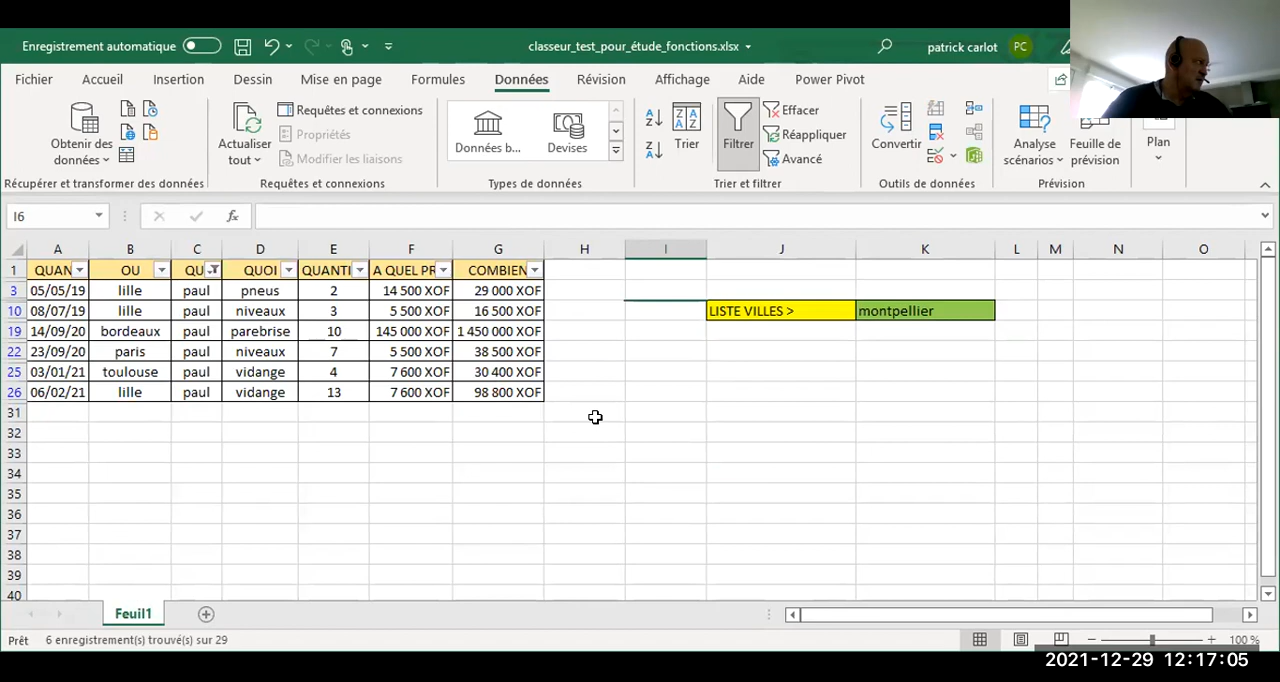 Enregistrement automatique
classeur_test_pour_étude_fonctions.xlsx
patrick carlot PC
Fichier Accueil Insertion Dessin Mise en page Formules Données Révision Affichage Aide Power Pivot
Obtenir des données
Actualiser tout
Requêtes et connexions
Propriétés
Modifier les liaisons
Données b...
Devises
Trier
Filtrer
Effacer
Réappliquer
Avancé
Convertir
Analyse scénarios
Feuille de prévision
Plan
Récupérer et transformer des données Requêtes et connexions Types de données Trier et filtrer Outils de données Prévision
I6 fx
A B C D E F G H I J K L M N O
1 QUAN OU QU QUOI QUANTI A QUEL PR COMBIEN
3 05/05/19 lille paul pneus 2 14 500 XOF 29 000 XOF
10 08/07/19 lille paul niveaux 3 5 500 XOF 16 500 XOF LISTE VILLES > montpellier
19 14/09/20 bordeaux paul parebrise 10 145 000 XOF 1 450 000 XOF
22 23/09/20 paris paul niveaux 7 5 500 XOF 38 500 XOF
25 03/01/21 toulouse paul vidange 4 7 600 XOF 30 400 XOF
26 06/02/21 lille paul vidange 13 7 600 XOF 98 800 XOF
31
32
33
34
35
36
37
38
39
40
Feuil1
Prêt 6 enregistrement(s) trouvé(s) sur 29 100 %
2021-12-29 12:17:05